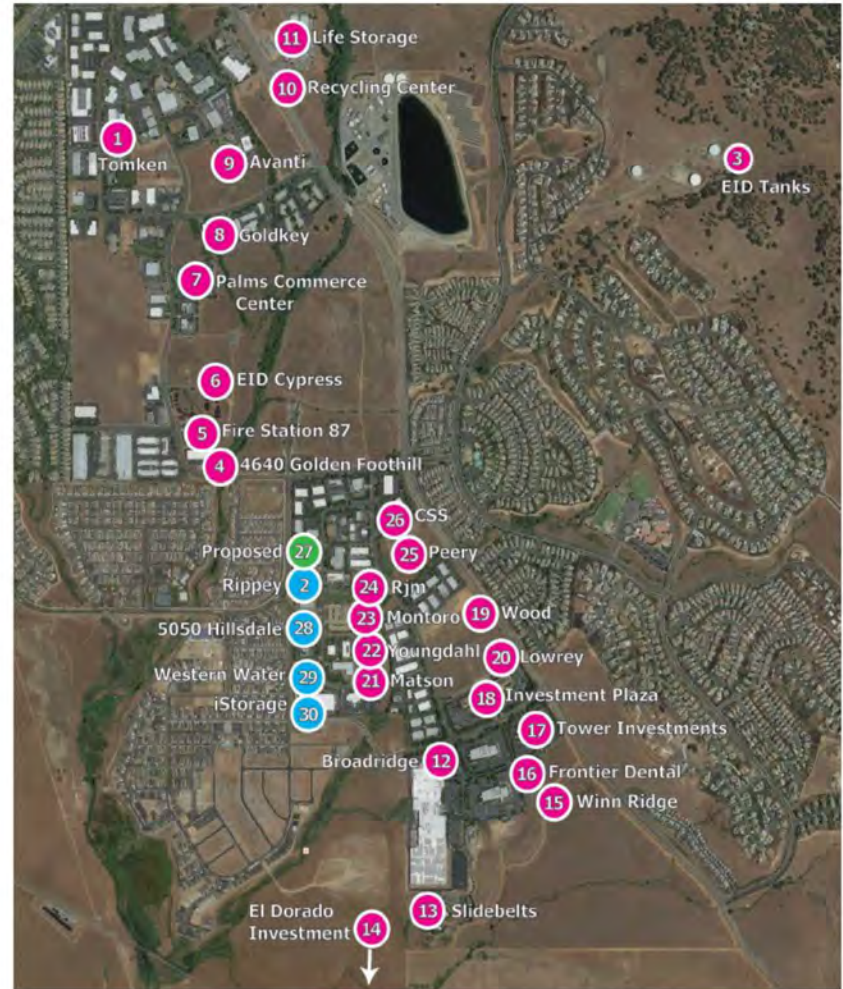 11 Life Storage
10 Recycling Center
1
Tomken
9 Avanti
3
EID Tanks
8 Goldkey
7 Palms Commerce
Center
6 EID Cypress
5 Fire Station 87
4 4640 Golden Foothill
26 CSS
Proposed 27
25 Peery
Rippey 2
24 Rjm
23 Montoro
19 Wood
5050 Hillsdale 28
22 Youngdahl
20 Lowrey
Western Water 29
21 Matson
18 Investment Plaza
iStorage
30
17 Tower Investments
Broadridge 12
16 Frontier Dental
15 Winn Ridge
13 Slidebelts
El Dorado
Investment 14